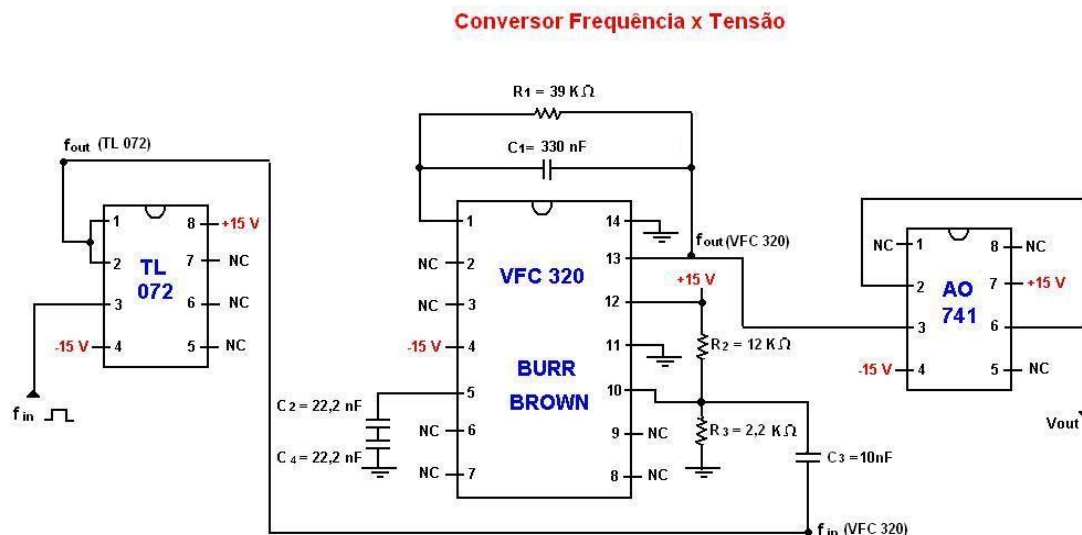 Conversor Frequência x Tensão
R1 = 39 KΩ
C1= 330 nF
fout (TL 072)
1
2
3
4
8
7
6
5
+15 V
NC
NC
NC
-15 V
TL
072
fin
1
2
3
4
5
6
7
NC
NC
-15 V
NC
NC
VFC 320
BURR
BROWN
14
13
12
11
10
9
8
NC
NC
fout (VFC 320)
+15 V
R2 = 12 KΩ
R3 = 2,2 KΩ
C2 = 22,2 nF
C4 = 22,2 nF
C3 =10nF
fin (VFC 320)
NC
1
2
3
4
-15 V
AO
741
8
7
6
5
NC
+15 V
NC
Vout